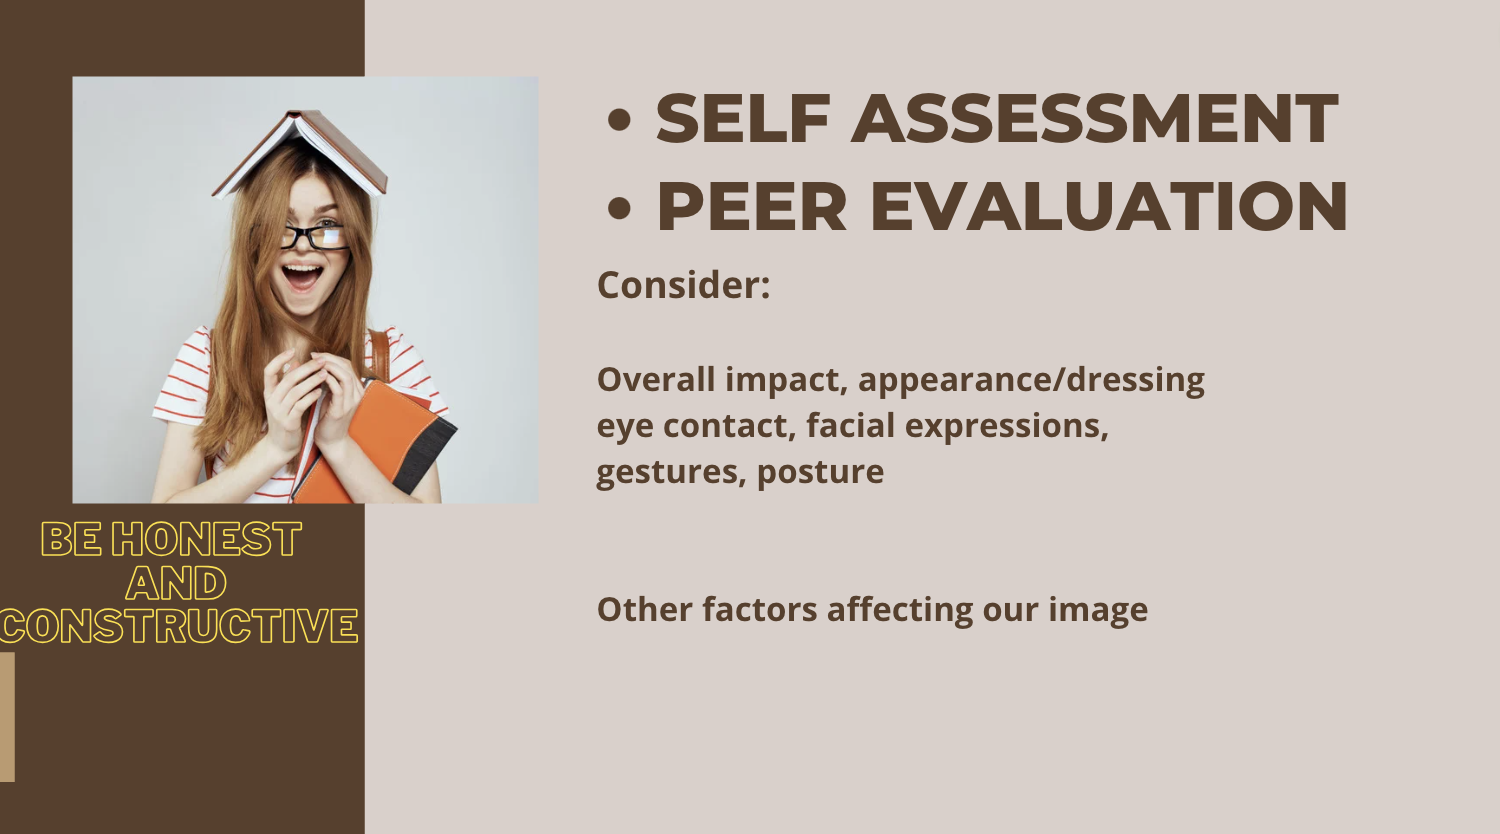 • SELF ASSESSMENT
• PEER EVALUATION
Consider:
Overall impact, appearance/dressing
eye contact, facial expressions,
gestures, posture
Other factors affecting our image
BE HONEST
AND
CONSTRUCTIVE